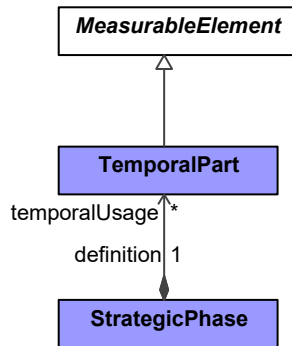 MeasurableElement
TemporalPart
temporalUsage *
definition 1
StrategicPhase